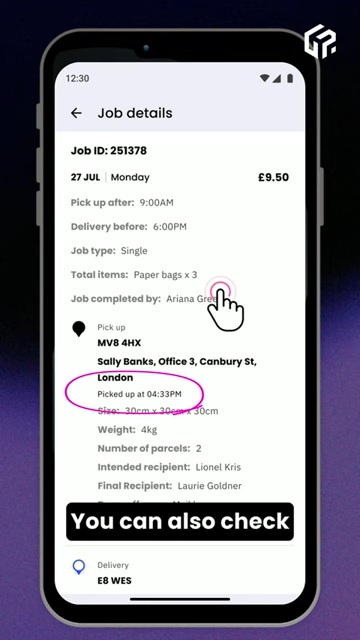 12:30
Job details
Job ID: 251378
27 JUL | Monday £9.50
Pick up after: 9:00AM
Delivery before: 6:00PM
Job type: Single
Total items: Paper bags x 3
Job completed by: Ariana
Pick up
MV8 4HX
Sally Banks, Office 3, Canbury St,
London
Picked up at 04:33PM
Size: 30cm x 30cm x 30cm
Weight: 4kg
Number of parcels: 2
Intended recipient: Lionel Kris
Final Recipient: Laurie Goldner
You can also check
Delivery
E8 WES